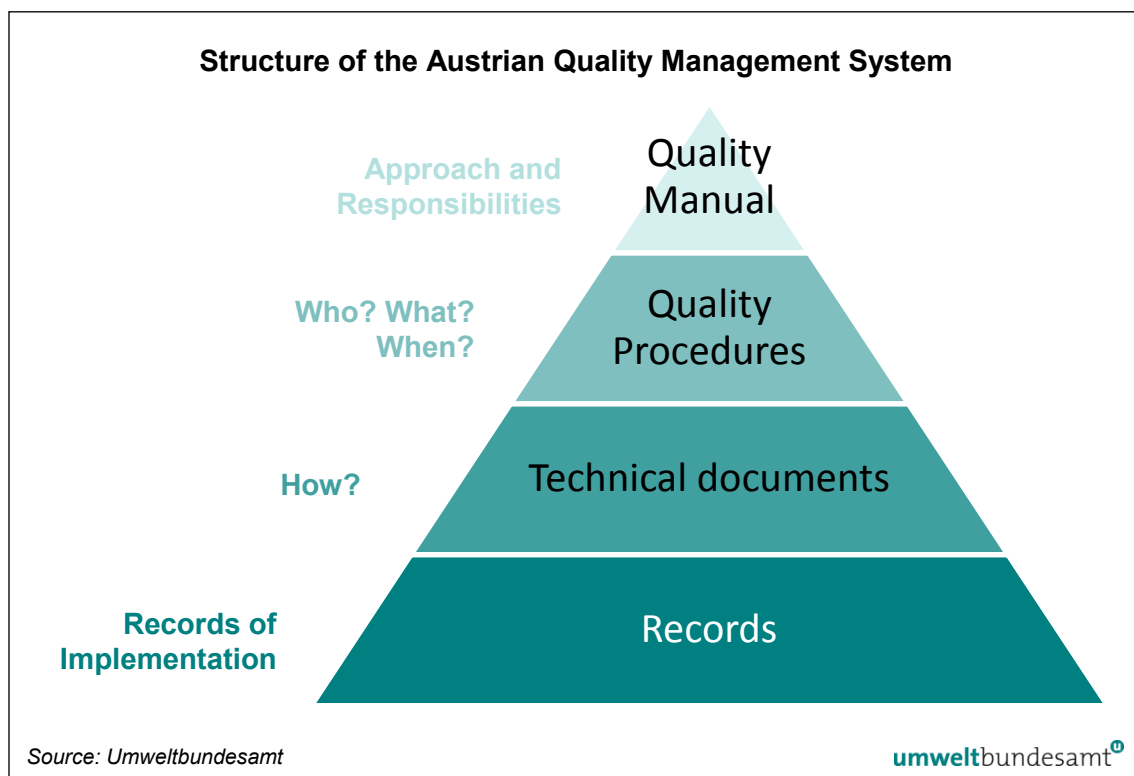 Structure of the Austrian Quality Management System
Approach and
Responsibilities
Quality
Manual
Who? What?
When?
Quality
Procedures
How?
Technical documents
Records of
Implementation
Records
Source: Umweltbundesamt
umweltbundesamt u